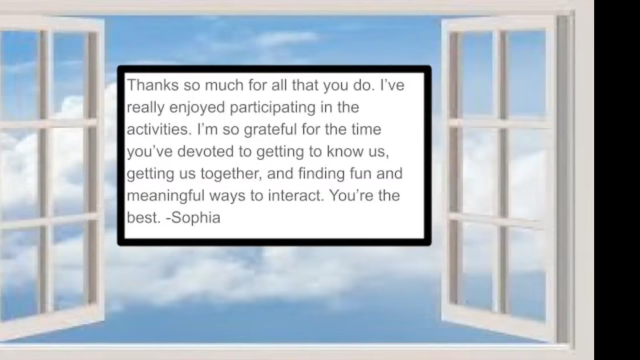 Thanks so much for all that you do. I've
really enjoyed participating in the
activities. I'm so grateful for the time
you've devoted to getting to know us,
getting us together, and finding fun and
meaningful ways to interact. You're the
best. -Sophia